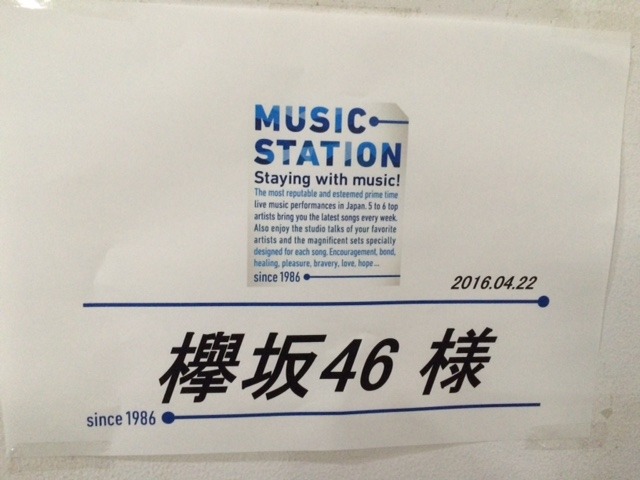 MUSIC
STATION
Staying with music!
The most reputable and esteemed prime time
live music performances in Japan. 5 to 6 top
artists bring you the latest songs every week.
Also enjoy the studio talks of your favorite
artists and the magnificent sets specially
designed for each song. Encouragement, bond,
healing, pleasure, bravery, love, hope...
since 1986
2016.04.22
欅坂46 様
since 1986